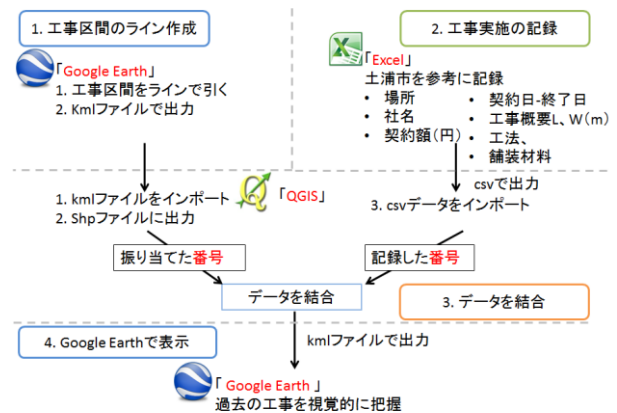 1. 工事区間のライン作成
「Google Earth」
1. 工事区間をラインで引く
2. Kmlファイルで出力
2. 工事実施の記録
「Excel」
土浦市を参考に記録
• 場所
• 社名
• 契約額(円)
• 契約日-終了日
• 工事概要L、W(m)
• 工法、
• 舗装材料
1. kmlファイルをインポート
2. Shpファイルに出力
「QGIS」
csvで出力
3. csvデータをインポート
振り当てた番号
記録した番号
データを結合
3. データを結合
4. Google Earthで表示
kmlファイルで出力
「 Google Earth 」
過去の工事を視覚的に把握